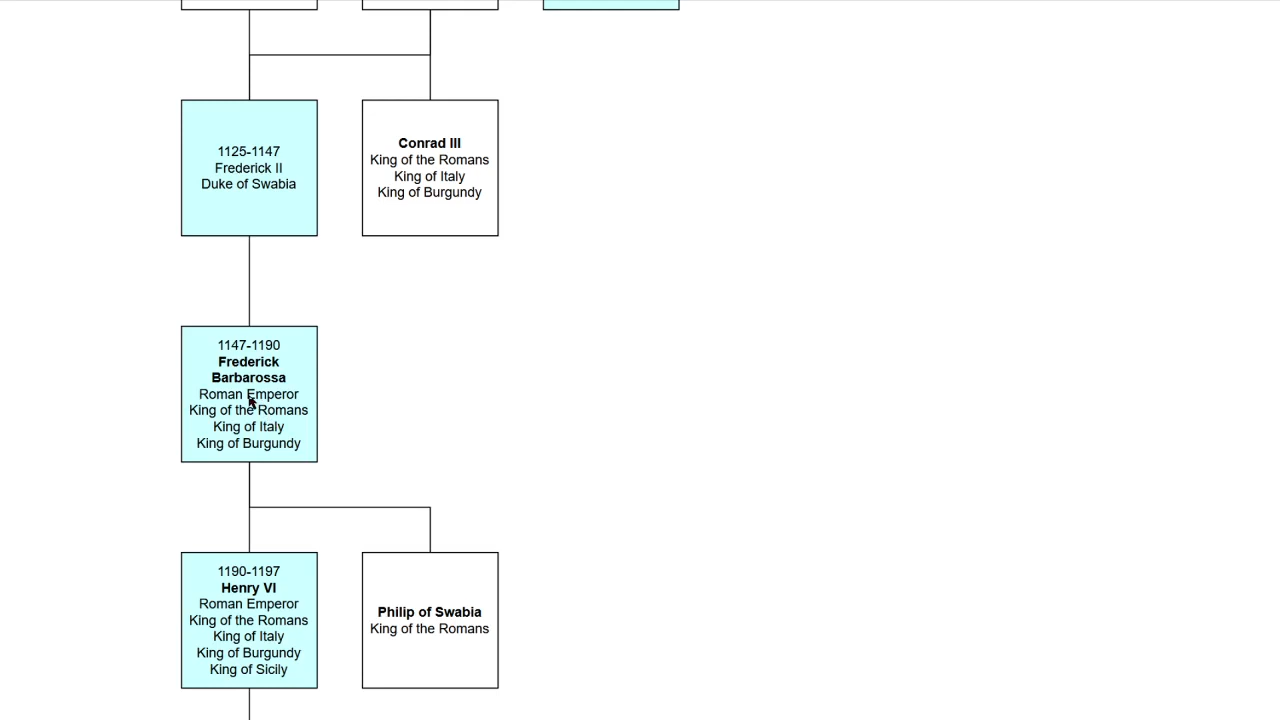 1125-1147
Frederick II
Duke of Swabia
Conrad III
King of the Romans
King of Italy
King of Burgundy
1147-1190
Frederick
Barbarossa
Roman Emperor
King of the Romans
King of Italy
King of Burgundy
1190-1197
Henry VI
Roman Emperor
King of the Romans
King of Italy
King of Burgundy
King of Sicily
Philip of Swabia
King of the Romans